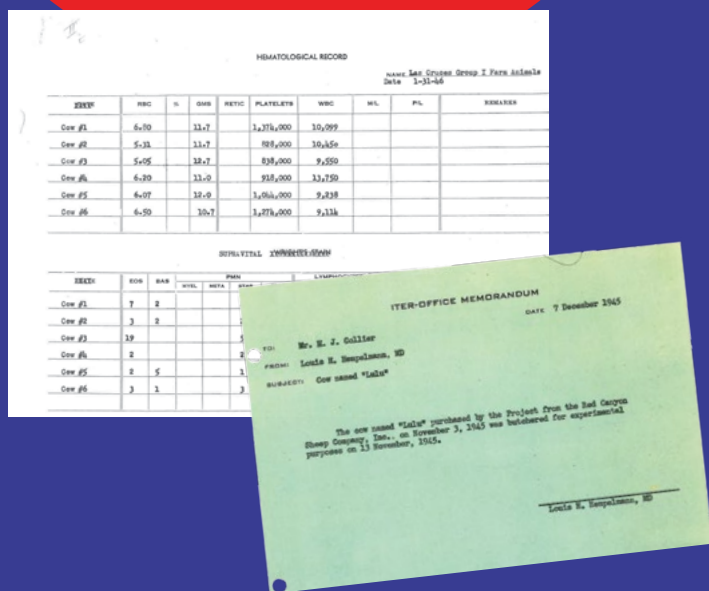 HEMATOLOGICAL RECORD
NAME Las Cruces Group I Farm Animals
Date 1-31-46
RBC % GMS RETIC PLATELETS WBC M/L P/L REMARKS
Cow #1 6.80 11.7 1,374,000 10,099
Cow #2 5.31 11.7 828,000 10,450
Cow #3 5.05 12.7 838,000 9,550
Cow #4 6.20 11.0 918,000 13,750
Cow #5 6.07 12.0 1,044,000 9,238
Cow #6 6.50 10.7 1,274,000 9,114
SUPRAVITAL
EOS BAS PMN
MYEL META STAB
Cow #1 7 2
Cow #2 3 2
Cow #3 19
Cow #4 2 2
Cow #5 2 5 1
Cow #6 3 1 3
ITER-OFFICE MEMORANDUM
DATE 7 December 1945
TO: Mr. H. J. Collier
FROM: Louis H. Hempelmann, MD
SUBJECT: Cow named "Lulu"
The cow named "Lulu" purchased by the Project from the Red Canyon
Sheep Company, Inc., on November 3, 1945 was butchered for experimental
purposes on 13 November, 1945.
Louis H. Hempelmann, MD